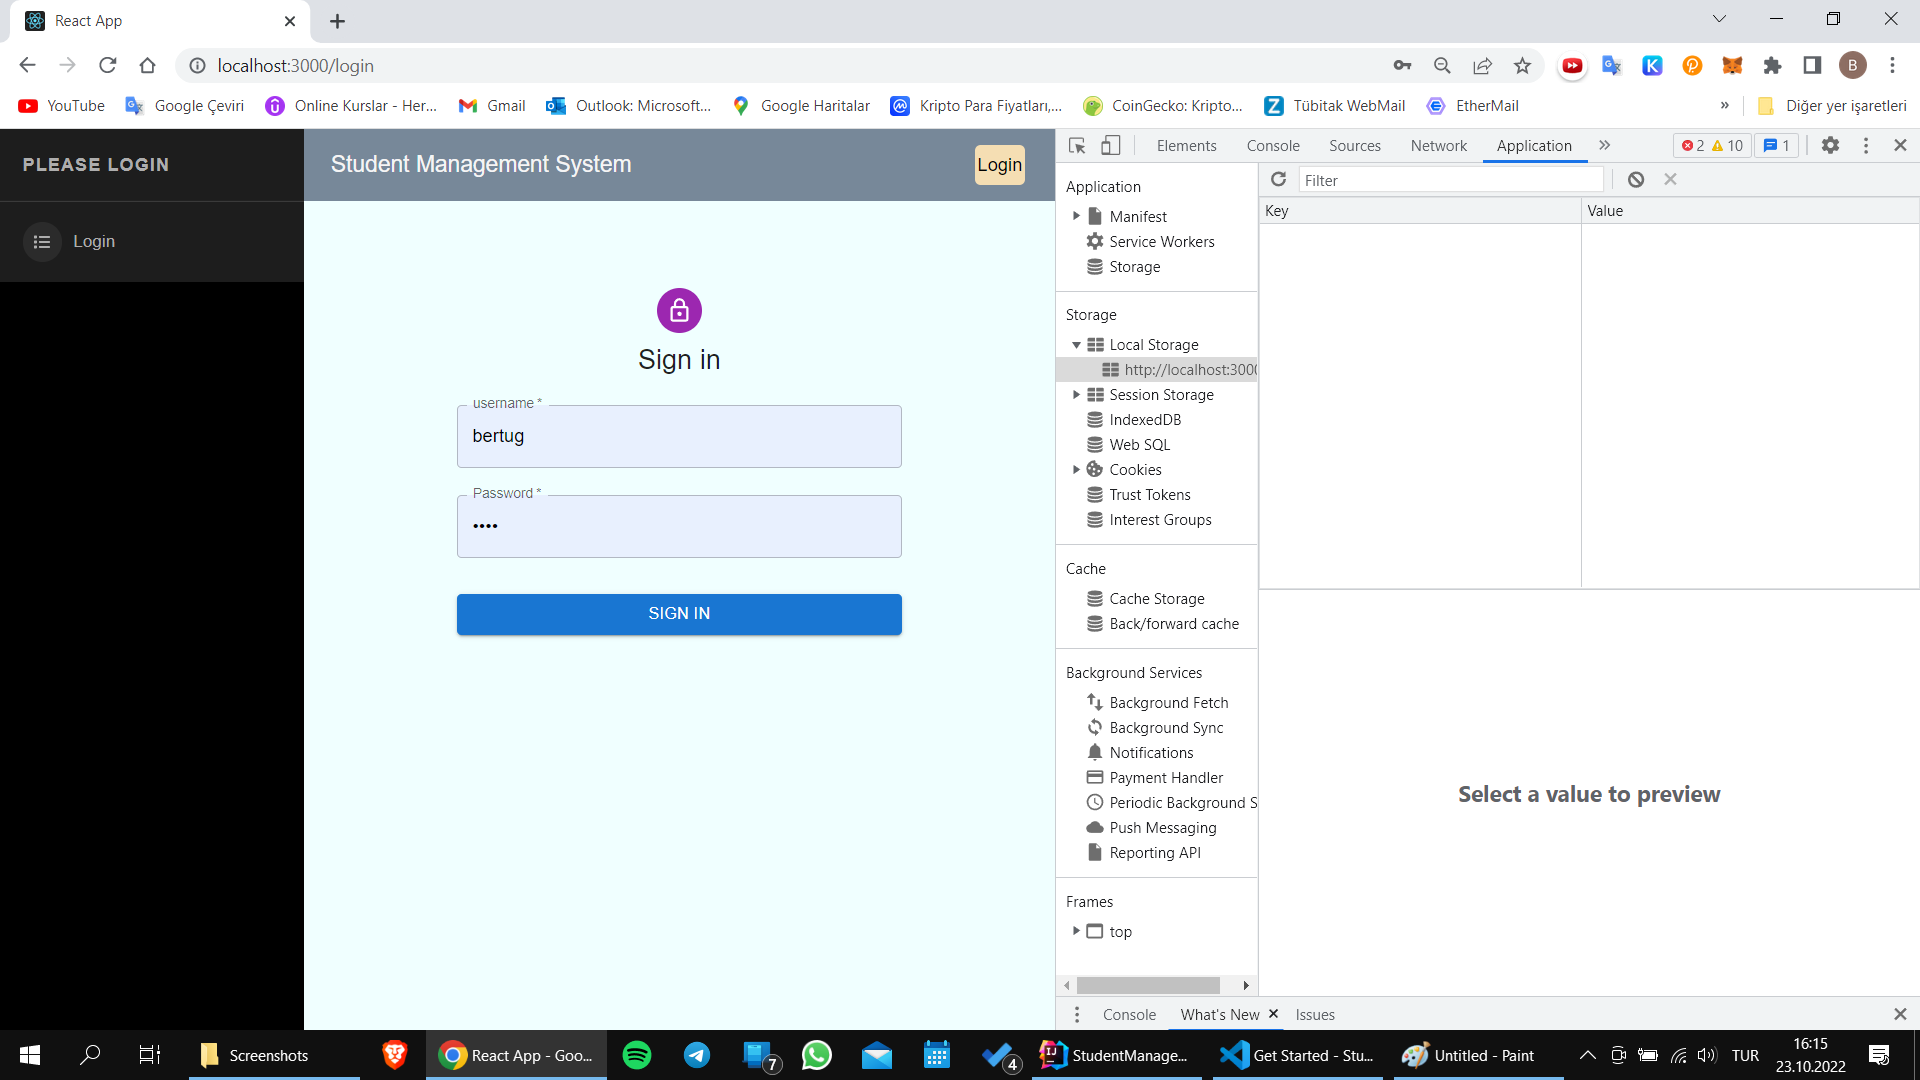 React App
localhost:3000/login
B
YouTube
Google Çeviri
Online Kurslar - Her...
Gmail
Outlook: Microsoft...
Google Haritalar
Kripto Para Fiyatları,...
CoinGecko: Kripto...
Tübitak WebMail
EtherMail
»
Diğer yer işaretleri
PLEASE LOGIN
Login
Student Management System
Login
Sign in
username *
bertug
Password *
••••
SIGN IN
Elements
Console
Sources
Network
Application
2
10
1
Application
Manifest
Service Workers
Storage
Storage
Local Storage
http://localhost:300
Session Storage
IndexedDB
Web SQL
Cookies
Trust Tokens
Interest Groups
Cache
Cache Storage
Back/forward cache
Background Services
Background Fetch
Background Sync
Notifications
Payment Handler
Periodic Background S
Push Messaging
Reporting API
Frames
top
Filter
Key
Value
Select a value to preview
Console
What's New
Issues
Screenshots
React App - Goo...
7
4
StudentManage...
Get Started - Stu...
Untitled - Paint
TUR
16:15
23.10.2022